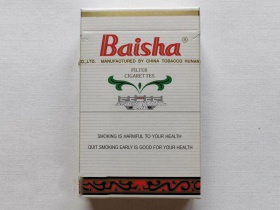 Baisha®
CO.,LTD. MANUFACTURED BY CHINA TOBACCO HUNAN
FILTER
CIGARETTES
SMOKING IS HARMFUL TO YOUR HEALTH
QUIT SMOKING EARLY IS GOOD FOR YOUR HEALTH